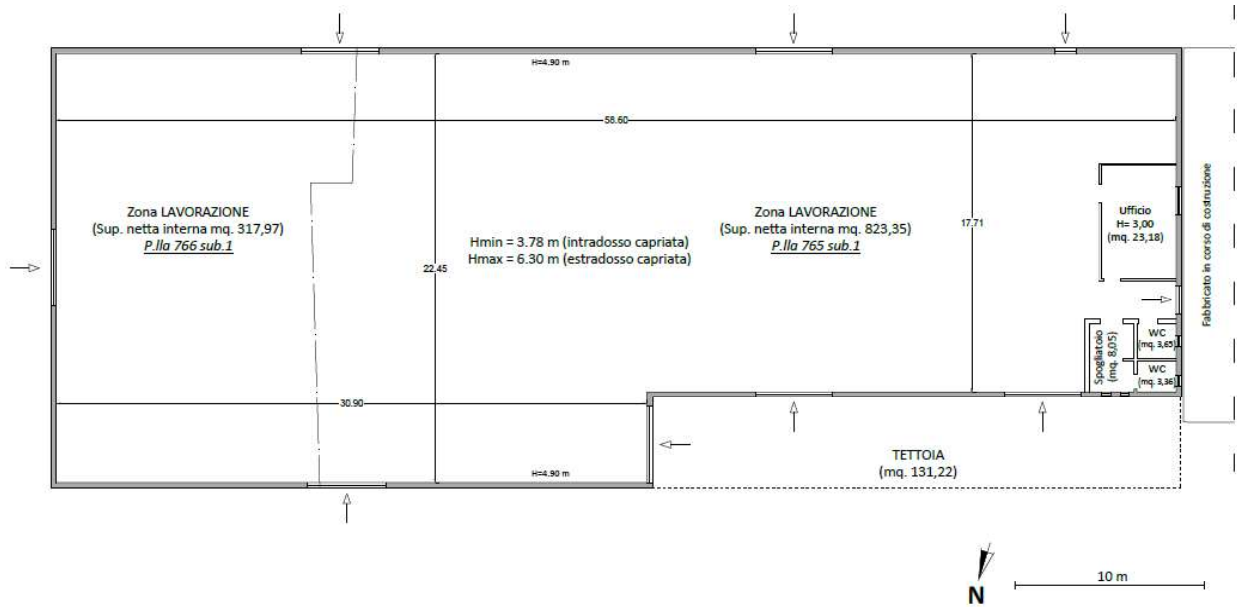 H=4.90 m
58.60
Zona LAVORAZIONE
(Sup. netta interna mq. 317,97)
P.lla 766 sub.1
Hmin = 3.78 m (intradosso capriata)
Hmax = 6.30 m (estradosso capriata)
22.45
Zona LAVORAZIONE
(Sup. netta interna mq. 823,35)
P.lla 765 sub.1
17.71
Ufficio
H= 3,00
(mq. 23,18)
Fabbricato in corso di costruzione
Spogliatoio
(mq. 8,05)
WC
(mq. 3,65)
WC
(mq. 3,36)
30.90
H=4.90 m
TETTOIA
(mq. 131,22)
N
10 m